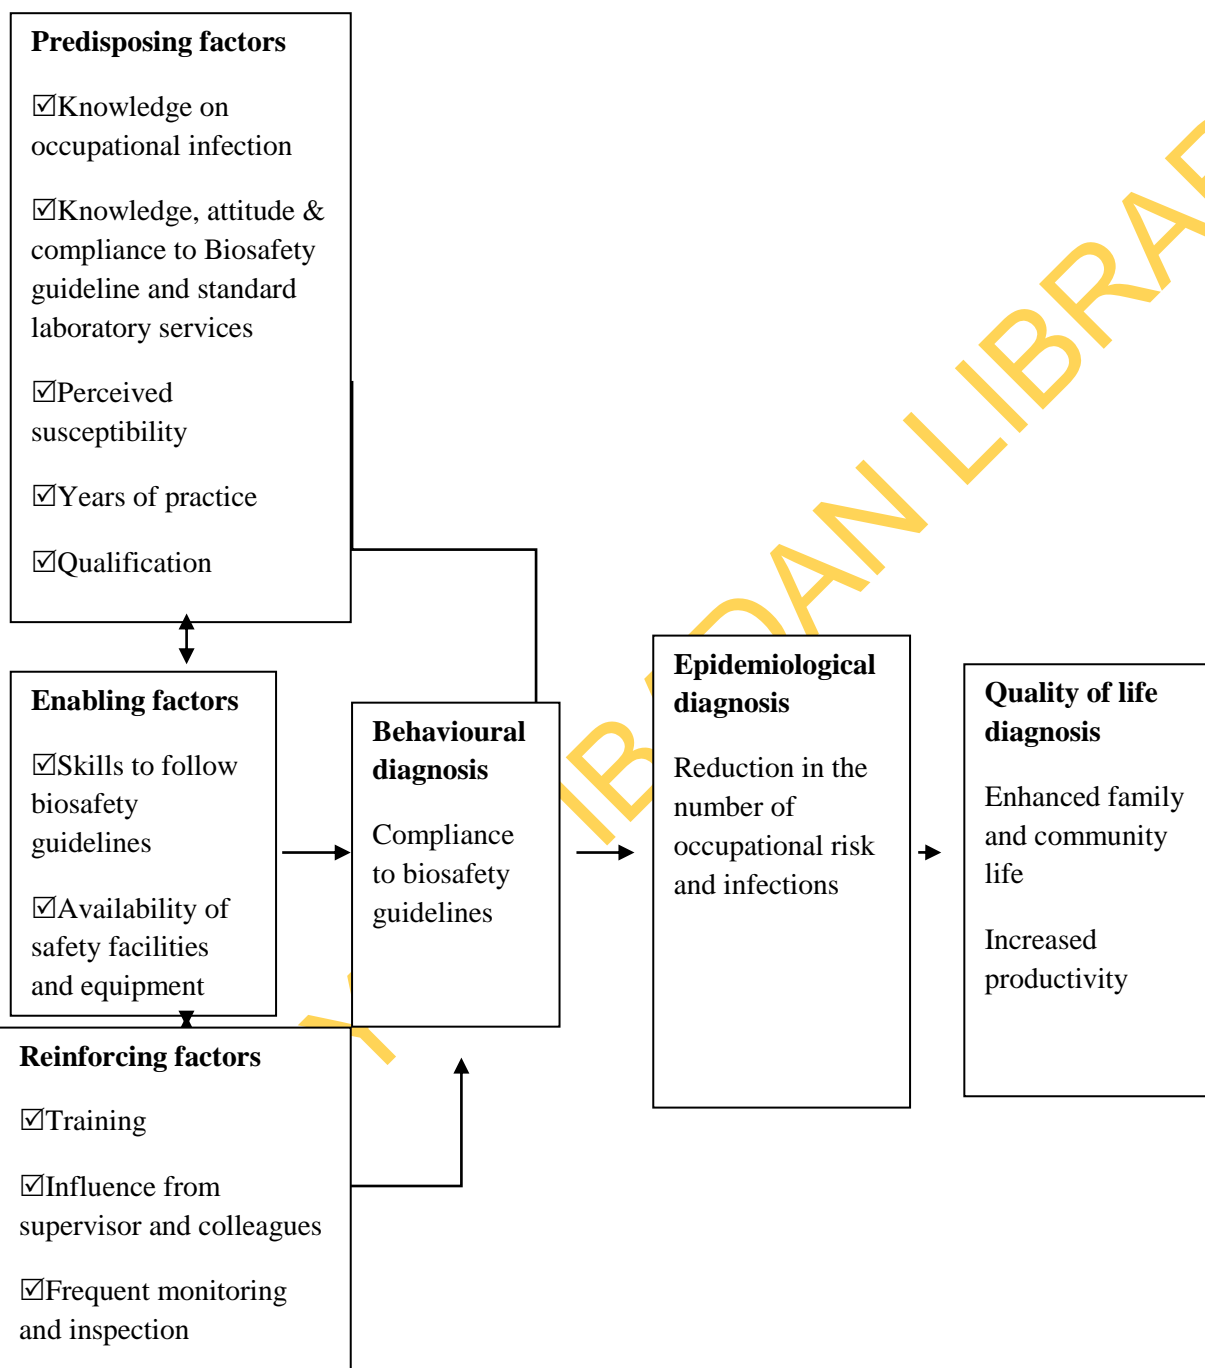 Predisposing factors
☑Knowledge on
occupational infection
☑Knowledge, attitude &
compliance to Biosafety
guideline and standard
laboratory services
☑Perceived
susceptibility
☑Years of practice
☑Qualification
Enabling factors
☑Skills to follow
biosafety
guidelines
☑Availability of
safety facilities
and equipment
Reinforcing factors
☑Training
☑Influence from
supervisor and colleagues
☑Frequent monitoring
and inspection
Behavioural
diagnosis
Compliance
to biosafety
guidelines
Epidemiological
diagnosis
Reduction in the
number of
occupational risk
and infections
Quality of life
diagnosis
Enhanced family
and community
life
Increased
productivity
DAN LIBRAR